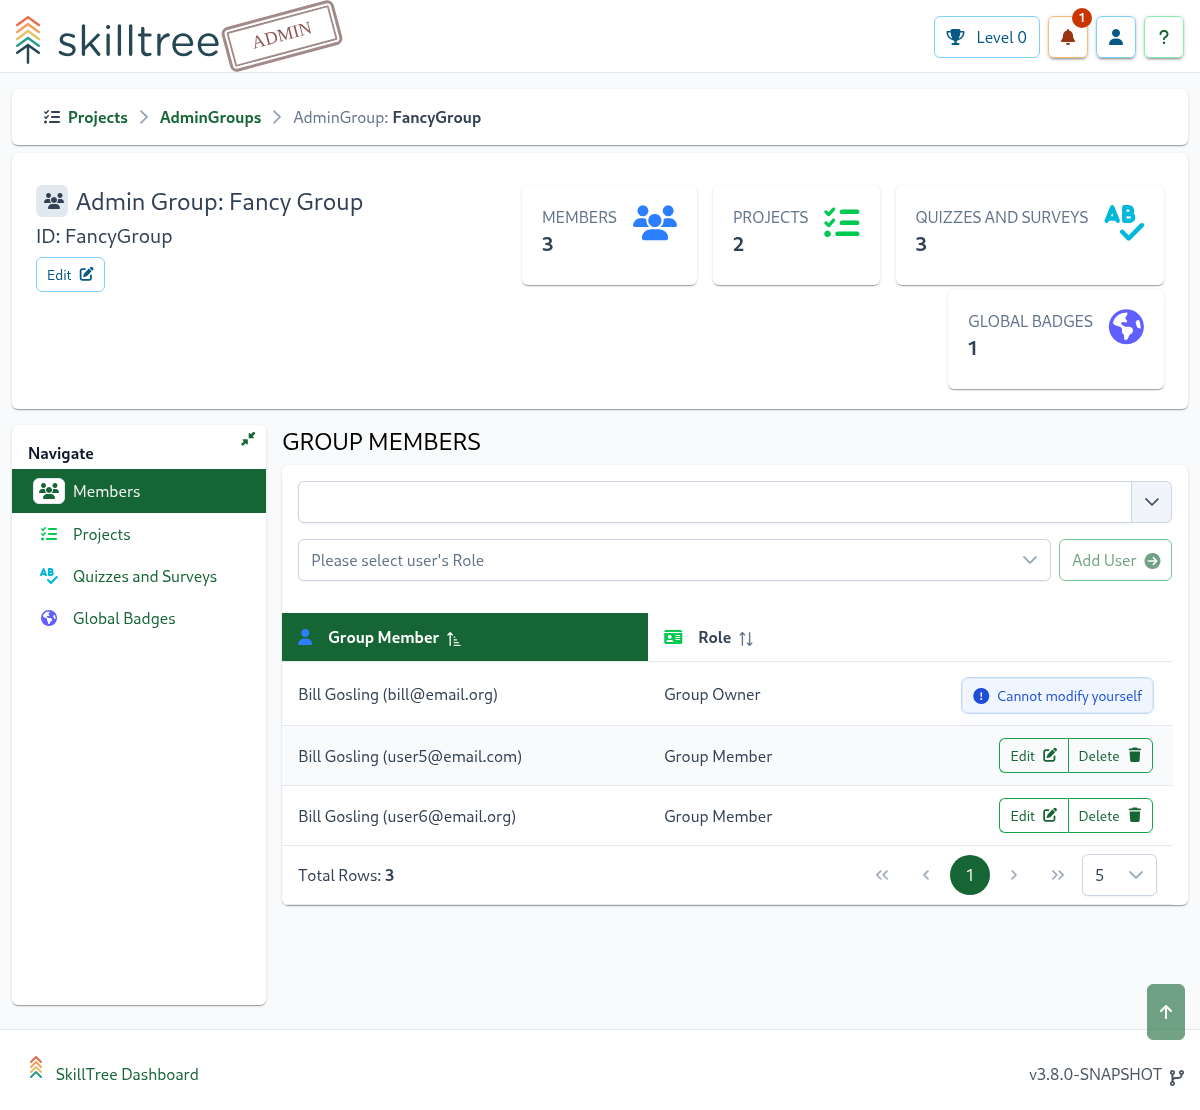 skilltree
ADMIN
Level 0
1
?
Projects
AdminGroups
AdminGroup: FancyGroup
Admin Group: Fancy Group
ID: FancyGroup
Edit
MEMBERS
3
PROJECTS
2
QUIZZES AND SURVEYS
3
AB
GLOBAL BADGES
1
Navigate
Members
Projects
AB
Quizzes and Surveys
Global Badges
GROUP MEMBERS
Please select user's Role
Add User
Group Member
Role
Bill Gosling (bill@email.org)
Group Owner
Cannot modify yourself
Bill Gosling (user5@email.com)
Group Member
Edit
Delete
Bill Gosling (user6@email.org)
Group Member
Edit
Delete
Total Rows: 3
1
5
SkillTree Dashboard
v3.8.0-SNAPSHOT